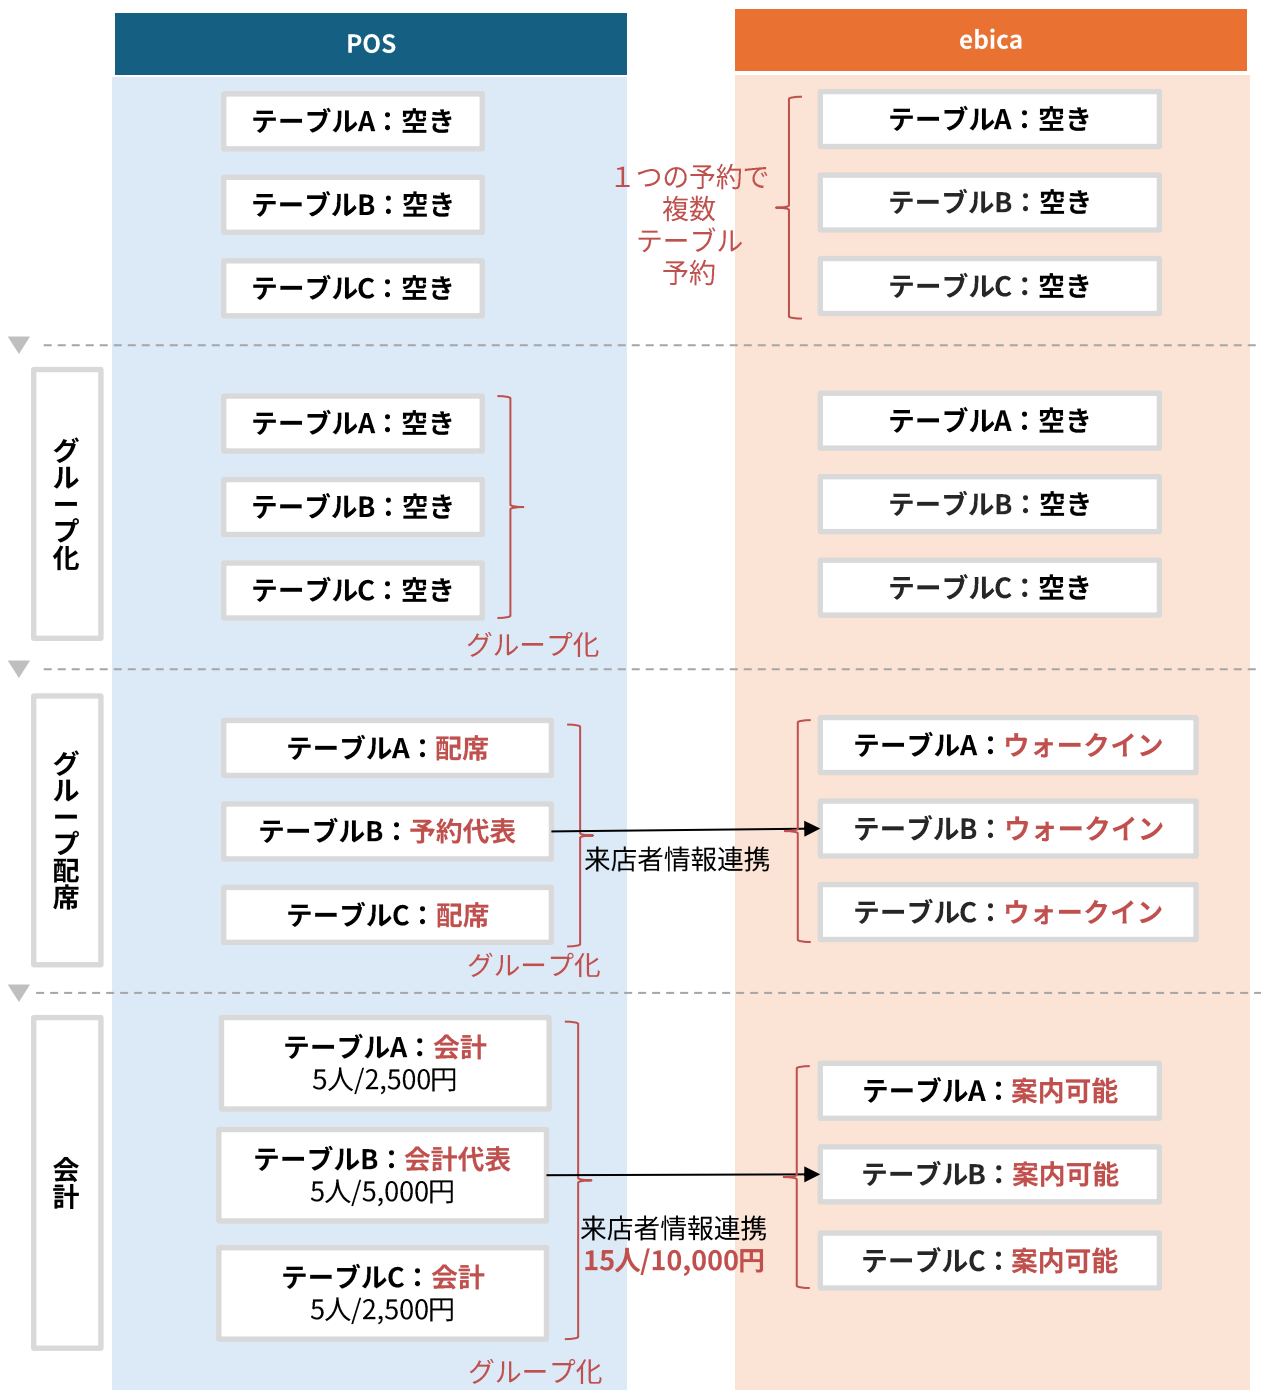 POS
ebica
テーブルA：空き
テーブルB：空き
テーブルC：空き
１つの予約で
複数
テーブル
予約
テーブルA：空き
テーブルB：空き
テーブルC：空き
グループ化
テーブルA：空き
テーブルB：空き
テーブルC：空き
グループ化
テーブルA：空き
テーブルB：空き
テーブルC：空き
グループ配席
テーブルA：配席
テーブルB：予約代表
テーブルC：配席
グループ化
来店者情報連携
テーブルA：ウォークイン
テーブルB：ウォークイン
テーブルC：ウォークイン
会計
テーブルA：会計
5人/2,500円
テーブルB：会計代表
5人/5,000円
テーブルC：会計
5人/2,500円
グループ化
来店者情報連携
15人/10,000円
テーブルA：案内可能
テーブルB：案内可能
テーブルC：案内可能